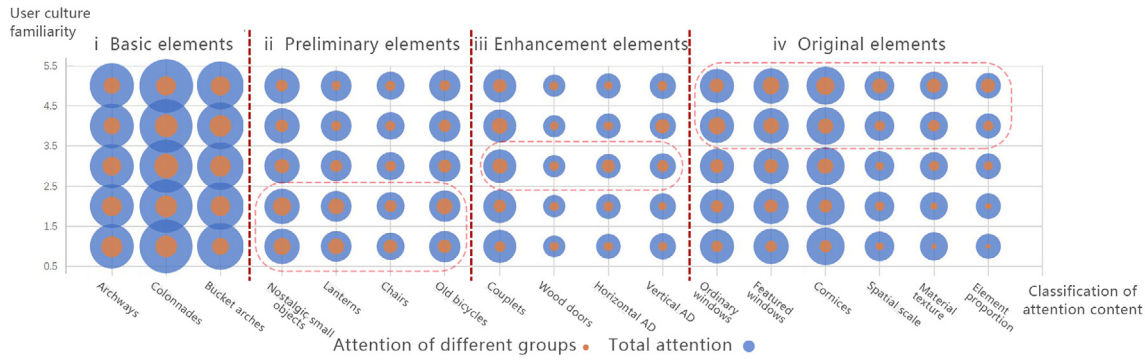 User culture
familiarity
i Basic elements
ii Preliminary elements
iii Enhancement elements
iv Original elements
5.5
4.5
3.5
2.5
1.5
0.5
Archways
Colonnades
Bucket arches
Nostalgic small
objects
Lanterns
Chairs
Old bicycles
Couplets
Wood doors
Horizontal AD
Vertical AD
Ordinary
windows
Featured
windows
Cornices
Spatial scale
Material
texture
Element
proportion
Classification of
attention content
Attention of different groups
Total attention